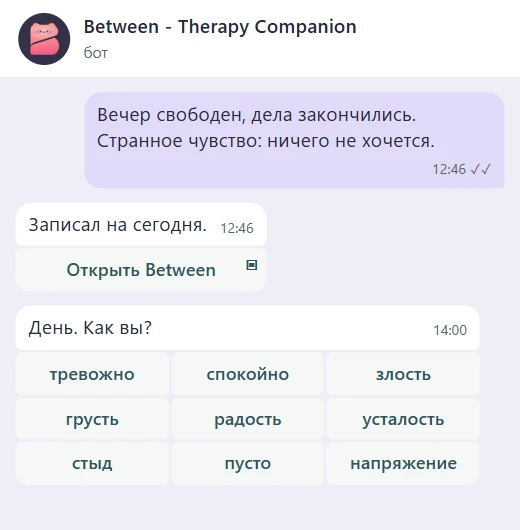 Between - Therapy Companion
бот
Вечер свободен, дела закончились.
Странное чувство: ничего не хочется.
12:46
Записал на сегодня. 12:46
Открыть Between
День. Как вы? 14:00
тревожно спокойно злость
грусть радость усталость
стыд пусто напряжение